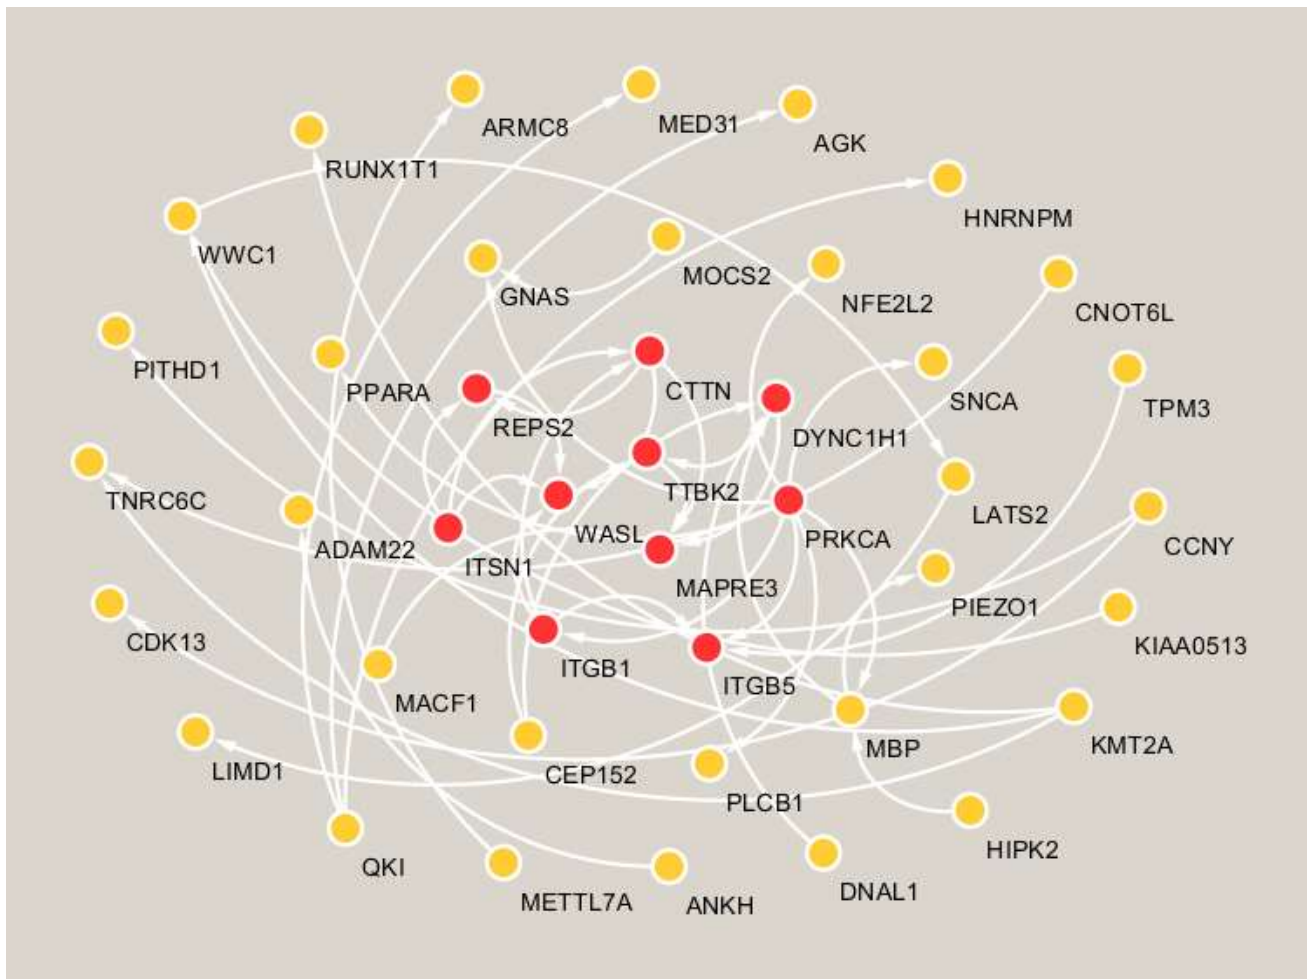 ARMC8
MED31
AGK
RUNX1T1
HNRNPM
WWC1
MOCS2
GNAS
NFE2L2
CNOT6L
PITHD1
PPARA
CTTN
SNCA
TPM3
REPS2
DYNC1H1
TTBK2
TNRC6C
LATS2
WASL
PRKCA
CCNY
ADAM22
ITSN1
MAPRE3
PIEZO1
CDK13
KIAA0513
ITGB1
ITGB5
MACF1
MBP
KMT2A
LIMD1
CEP152
PLCB1
HIPK2
QKI
DNAL1
METTL7A
ANKH